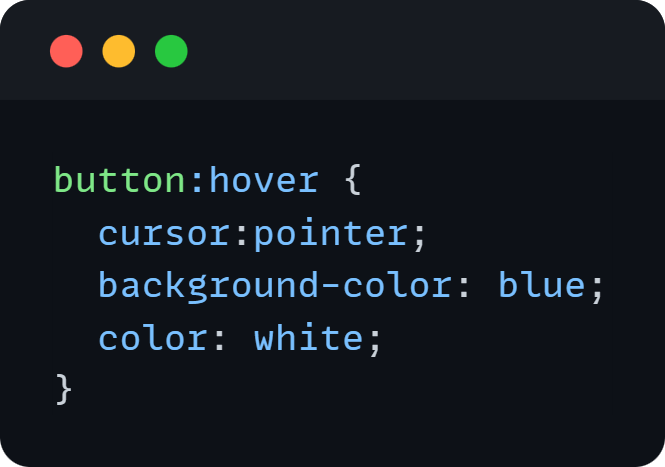 button:hover {
  cursor:pointer;
  background-color: blue;
  color: white;
}